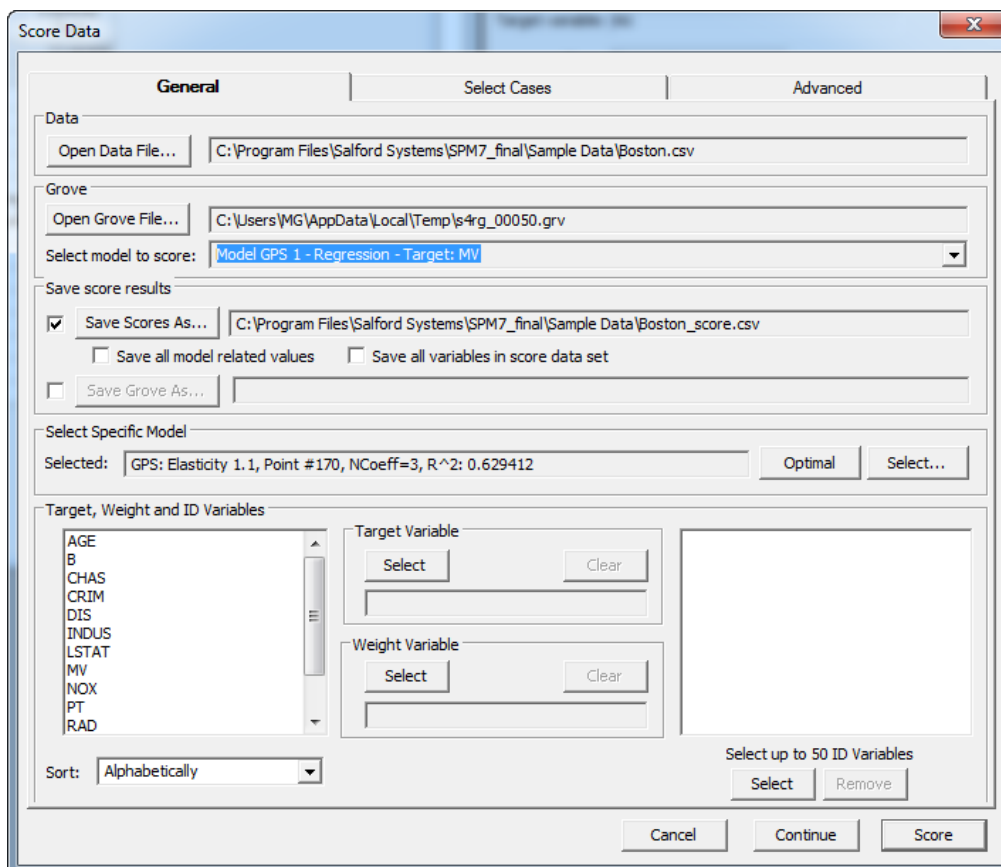 Target variable: MV
Score Data
General
Select Cases
Advanced
Data
Open Data File...
C:\Program Files\Salford Systems\SPM7_final\Sample Data\Boston.csv
Grove
Open Grove File...
C:\Users\MG\AppData\Local\Temp\s4rg_00050.grv
Select model to score:
Model GPS 1 - Regression - Target: MV
Save score results
Save Scores As...
C:\Program Files\Salford Systems\SPM7_final\Sample Data\Boston_score.csv
Save all model related values
Save all variables in score data set
Save Grove As...
Select Specific Model
Selected:
GPS: Elasticity 1.1, Point #170, NCoeff=3, R^2: 0.629412
Optimal
Select...
Target, Weight and ID Variables
AGE
B
CHAS
CRIM
DIS
INDUS
LSTAT
MV
NOX
PT
RAD
Sort:
Alphabetically
Target Variable
Select
Clear
Weight Variable
Select
Clear
Select up to 50 ID Variables
Select
Remove
Cancel
Continue
Score